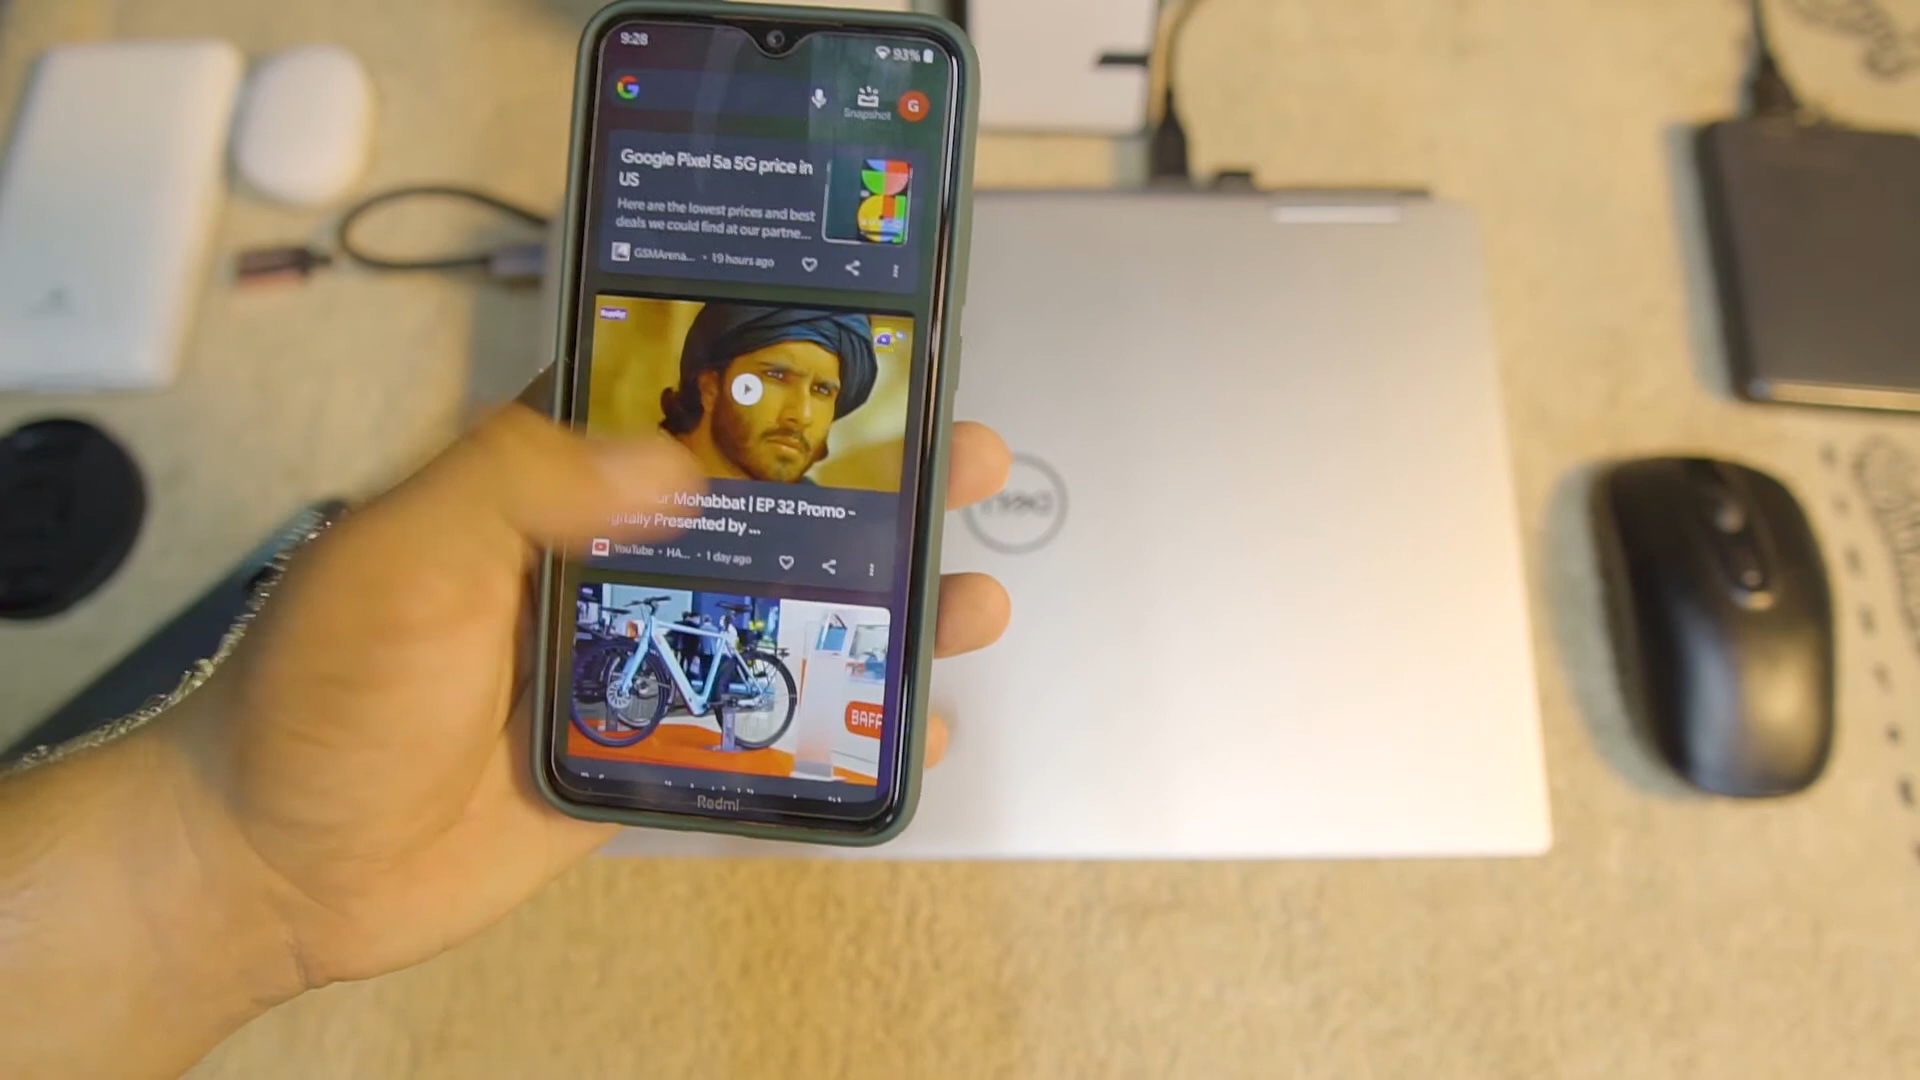 9:28
93%
G
Snapshot
G
Google Pixel 5a 5G price in
US
Here are the lowest prices and best
deals we could find at our partne...
GSMArena... • 19 hours ago
ur Mohabbat | EP 32 Promo -
gitally Presented by ...
YouTube • HA... • 1 day ago
BAFF
Redmi
DELL